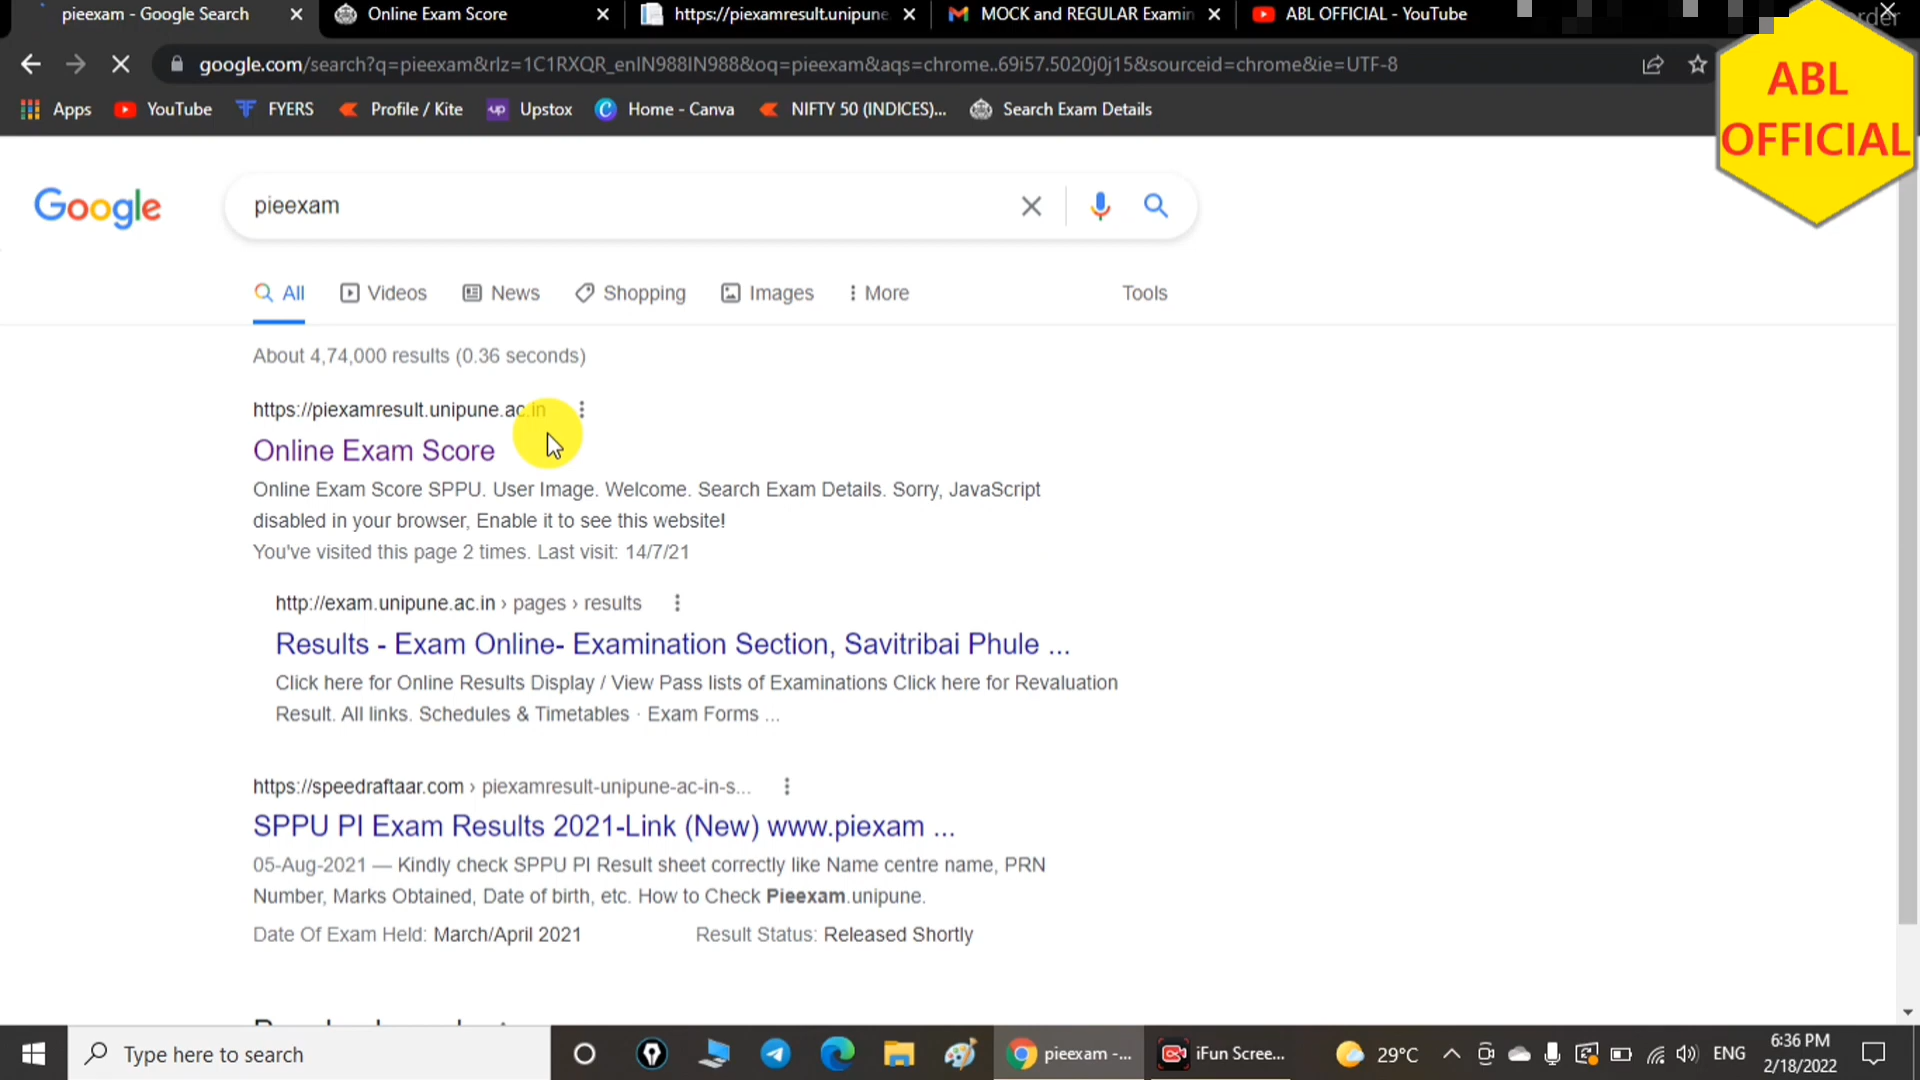 pieexam - Google Search
Online Exam Score
https://piexamresult.unipune
MOCK and REGULAR Examin
ABL OFFICIAL - YouTube
google.com/search?q=pieexam&rlz=1C1RXQR_enIN988IN988&oq=pieexam&aqs=chrome..69i57.5020j0j15&sourceid=chrome&ie=UTF-8
Apps YouTube FYERS Profile / Kite Upstox Home - Canva NIFTY 50 (INDICES)... Search Exam Details
ABL
OFFICIAL
Google
pieexam
All Videos News Shopping Images More Tools
About 4,74,000 results (0.36 seconds)
https://piexamresult.unipune.ac.in
Online Exam Score
Online Exam Score SPPU. User Image. Welcome. Search Exam Details. Sorry, JavaScript
disabled in your browser, Enable it to see this website!
You've visited this page 2 times. Last visit: 14/7/21
http://exam.unipune.ac.in › pages › results
Results - Exam Online- Examination Section, Savitribai Phule ...
Click here for Online Results Display / View Pass lists of Examinations Click here for Revaluation
Result. All links. Schedules & Timetables · Exam Forms ...
https://speedraftaar.com › piexamresult-unipune-ac-in-s...
SPPU PI Exam Results 2021-Link (New) www.piexam ...
05-Aug-2021 — Kindly check SPPU PI Result sheet correctly like Name centre name, PRN
Number, Marks Obtained, Date of birth, etc. How to Check Pieexam.unipune.
Date Of Exam Held: March/April 2021 Result Status: Released Shortly
Type here to search
up
pieexam -...
iFun Scree...
29°C
ENG
6:36 PM
2/18/2022